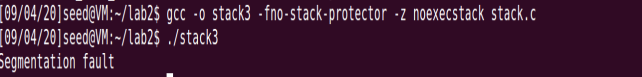 [09/04/20]seed@VM:~/lab2$ gcc -o stack3 -fno-stack-protector -z noexecstack stack.c
[09/04/20]seed@VM:~/lab2$ ./stack3
Segmentation fault